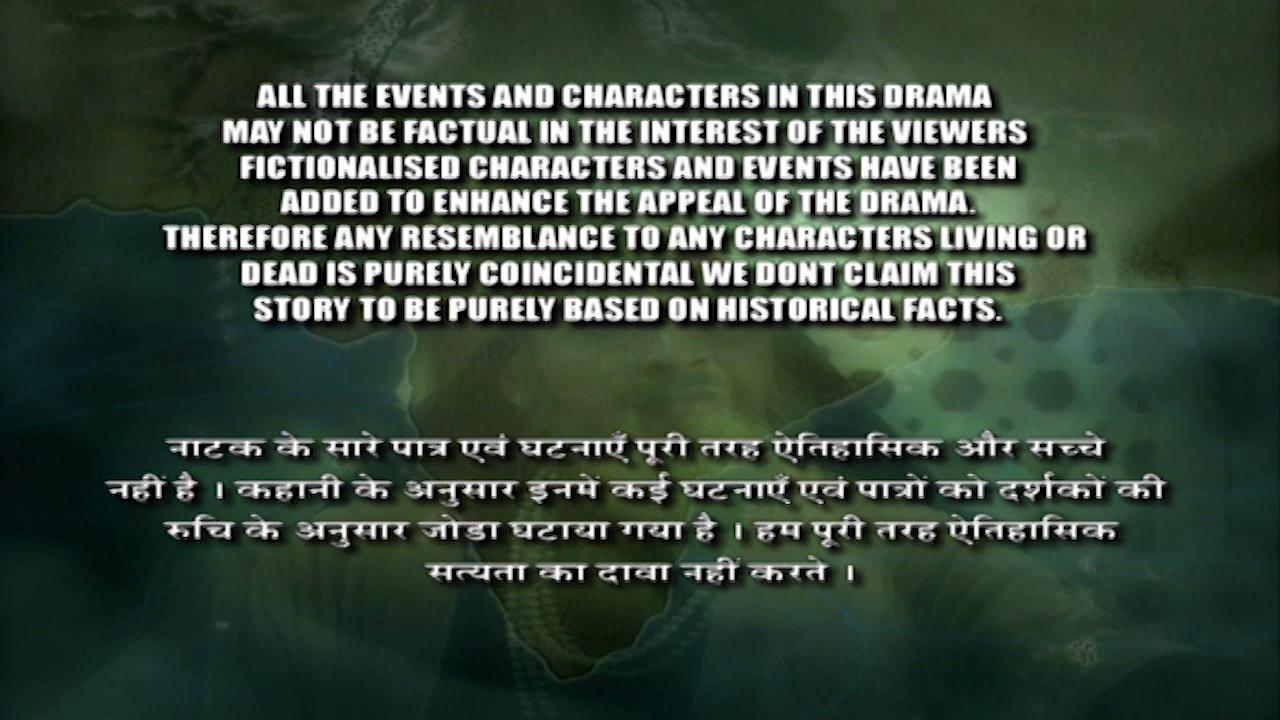 ALL THE EVENTS AND CHARACTERS IN THIS DRAMA
MAY NOT BE FACTUAL IN THE INTEREST OF THE VIEWERS
FICTIONALISED CHARACTERS AND EVENTS HAVE BEEN
ADDED TO ENHANCE THE APPEAL OF THE DRAMA.
THEREFORE ANY RESEMBLANCE TO ANY CHARACTERS LIVING OR
DEAD IS PURELY COINCIDENTAL WE DONT CLAIM THIS
STORY TO BE PURELY BASED ON HISTORICAL FACTS.
नाटक के सारे पात्र एवं घटनाएँ पूरी तरह ऐतिहासिक और सच्चे
नहीं है । कहानी के अनुसार इनमें कई घटनाएँ एवं पात्रों को दर्शकों की
रुचि के अनुसार जोडा घटाया गया है । हम पूरी तरह ऐतिहासिक
सत्यता का दावा नहीं करते ।